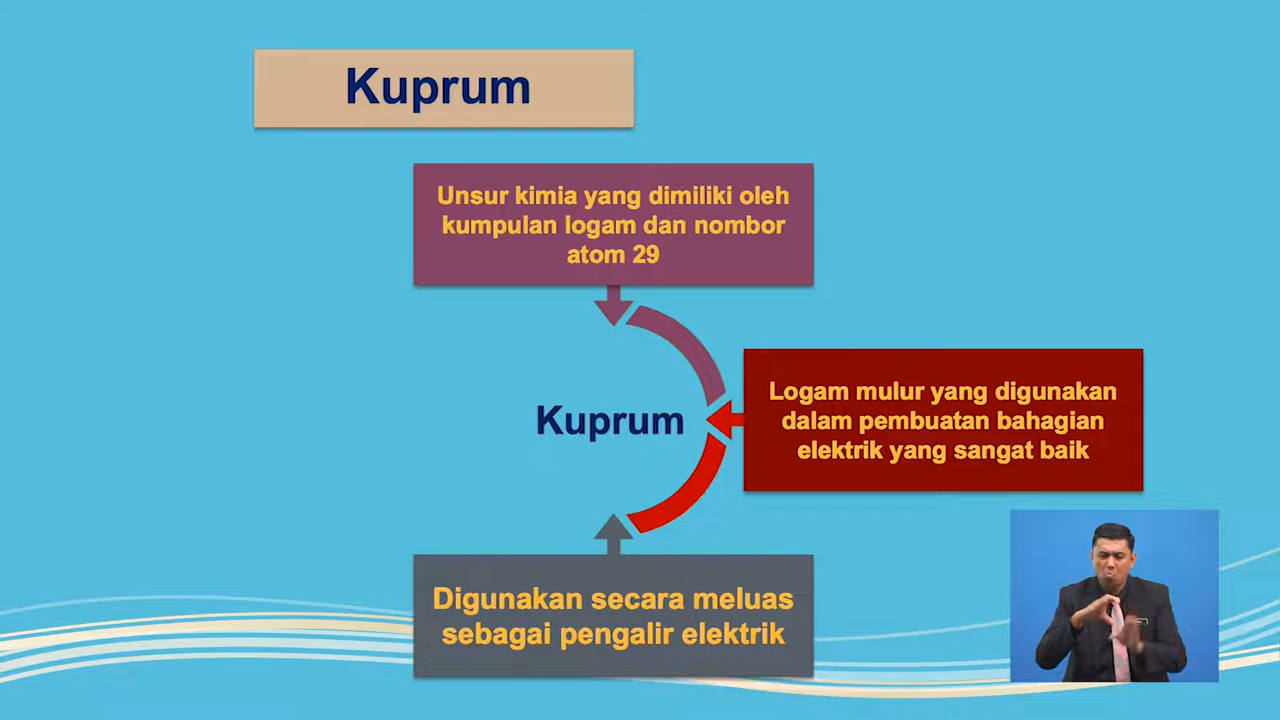 Kuprum
Unsur kimia yang dimiliki oleh
kumpulan logam dan nombor
atom 29
Kuprum
Logam mulur yang digunakan
dalam pembuatan bahagian
elektrik yang sangat baik
Digunakan secara meluas
sebagai pengalir elektrik